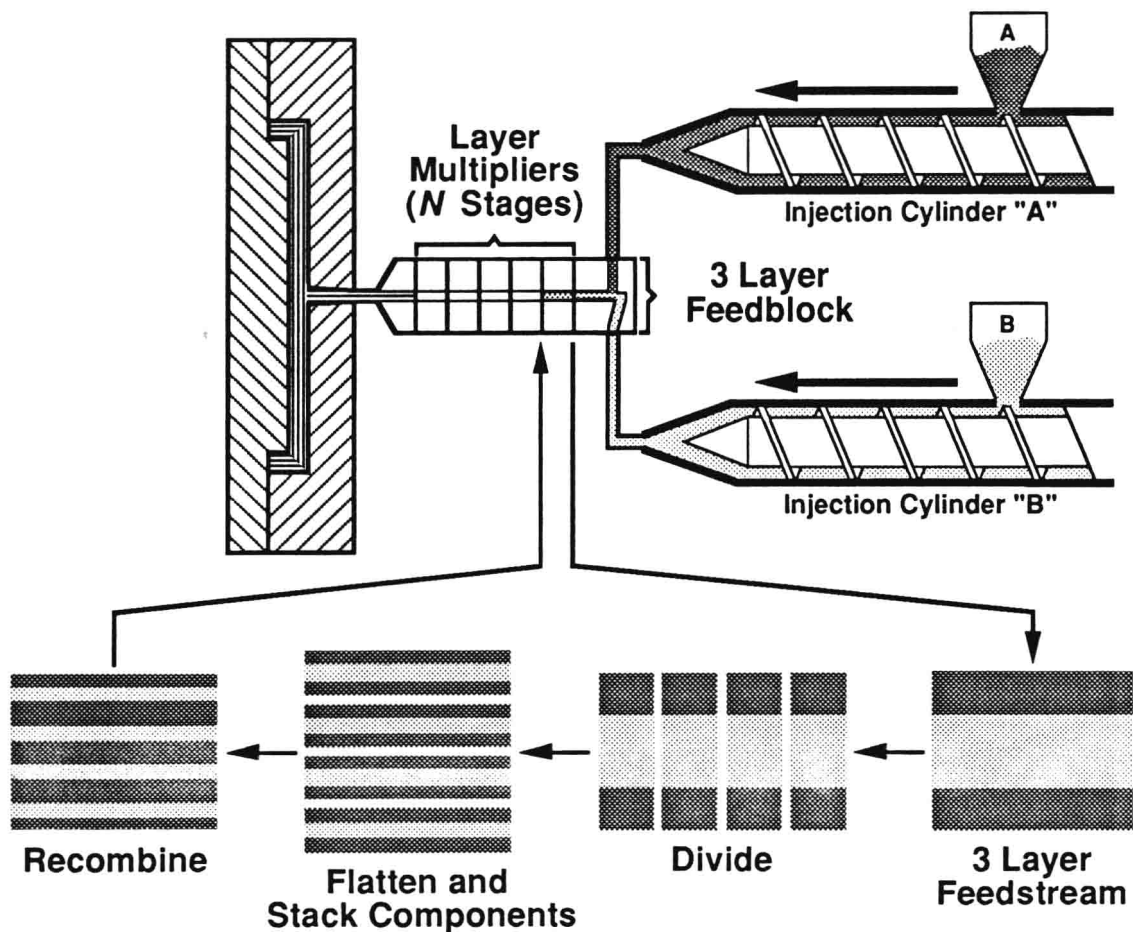 A
Layer
Multipliers
(N Stages)
Injection Cylinder "A"
3 Layer
Feedblock
B
Injection Cylinder "B"
Recombine
Flatten and
Stack Components
Divide
3 Layer
Feedstream